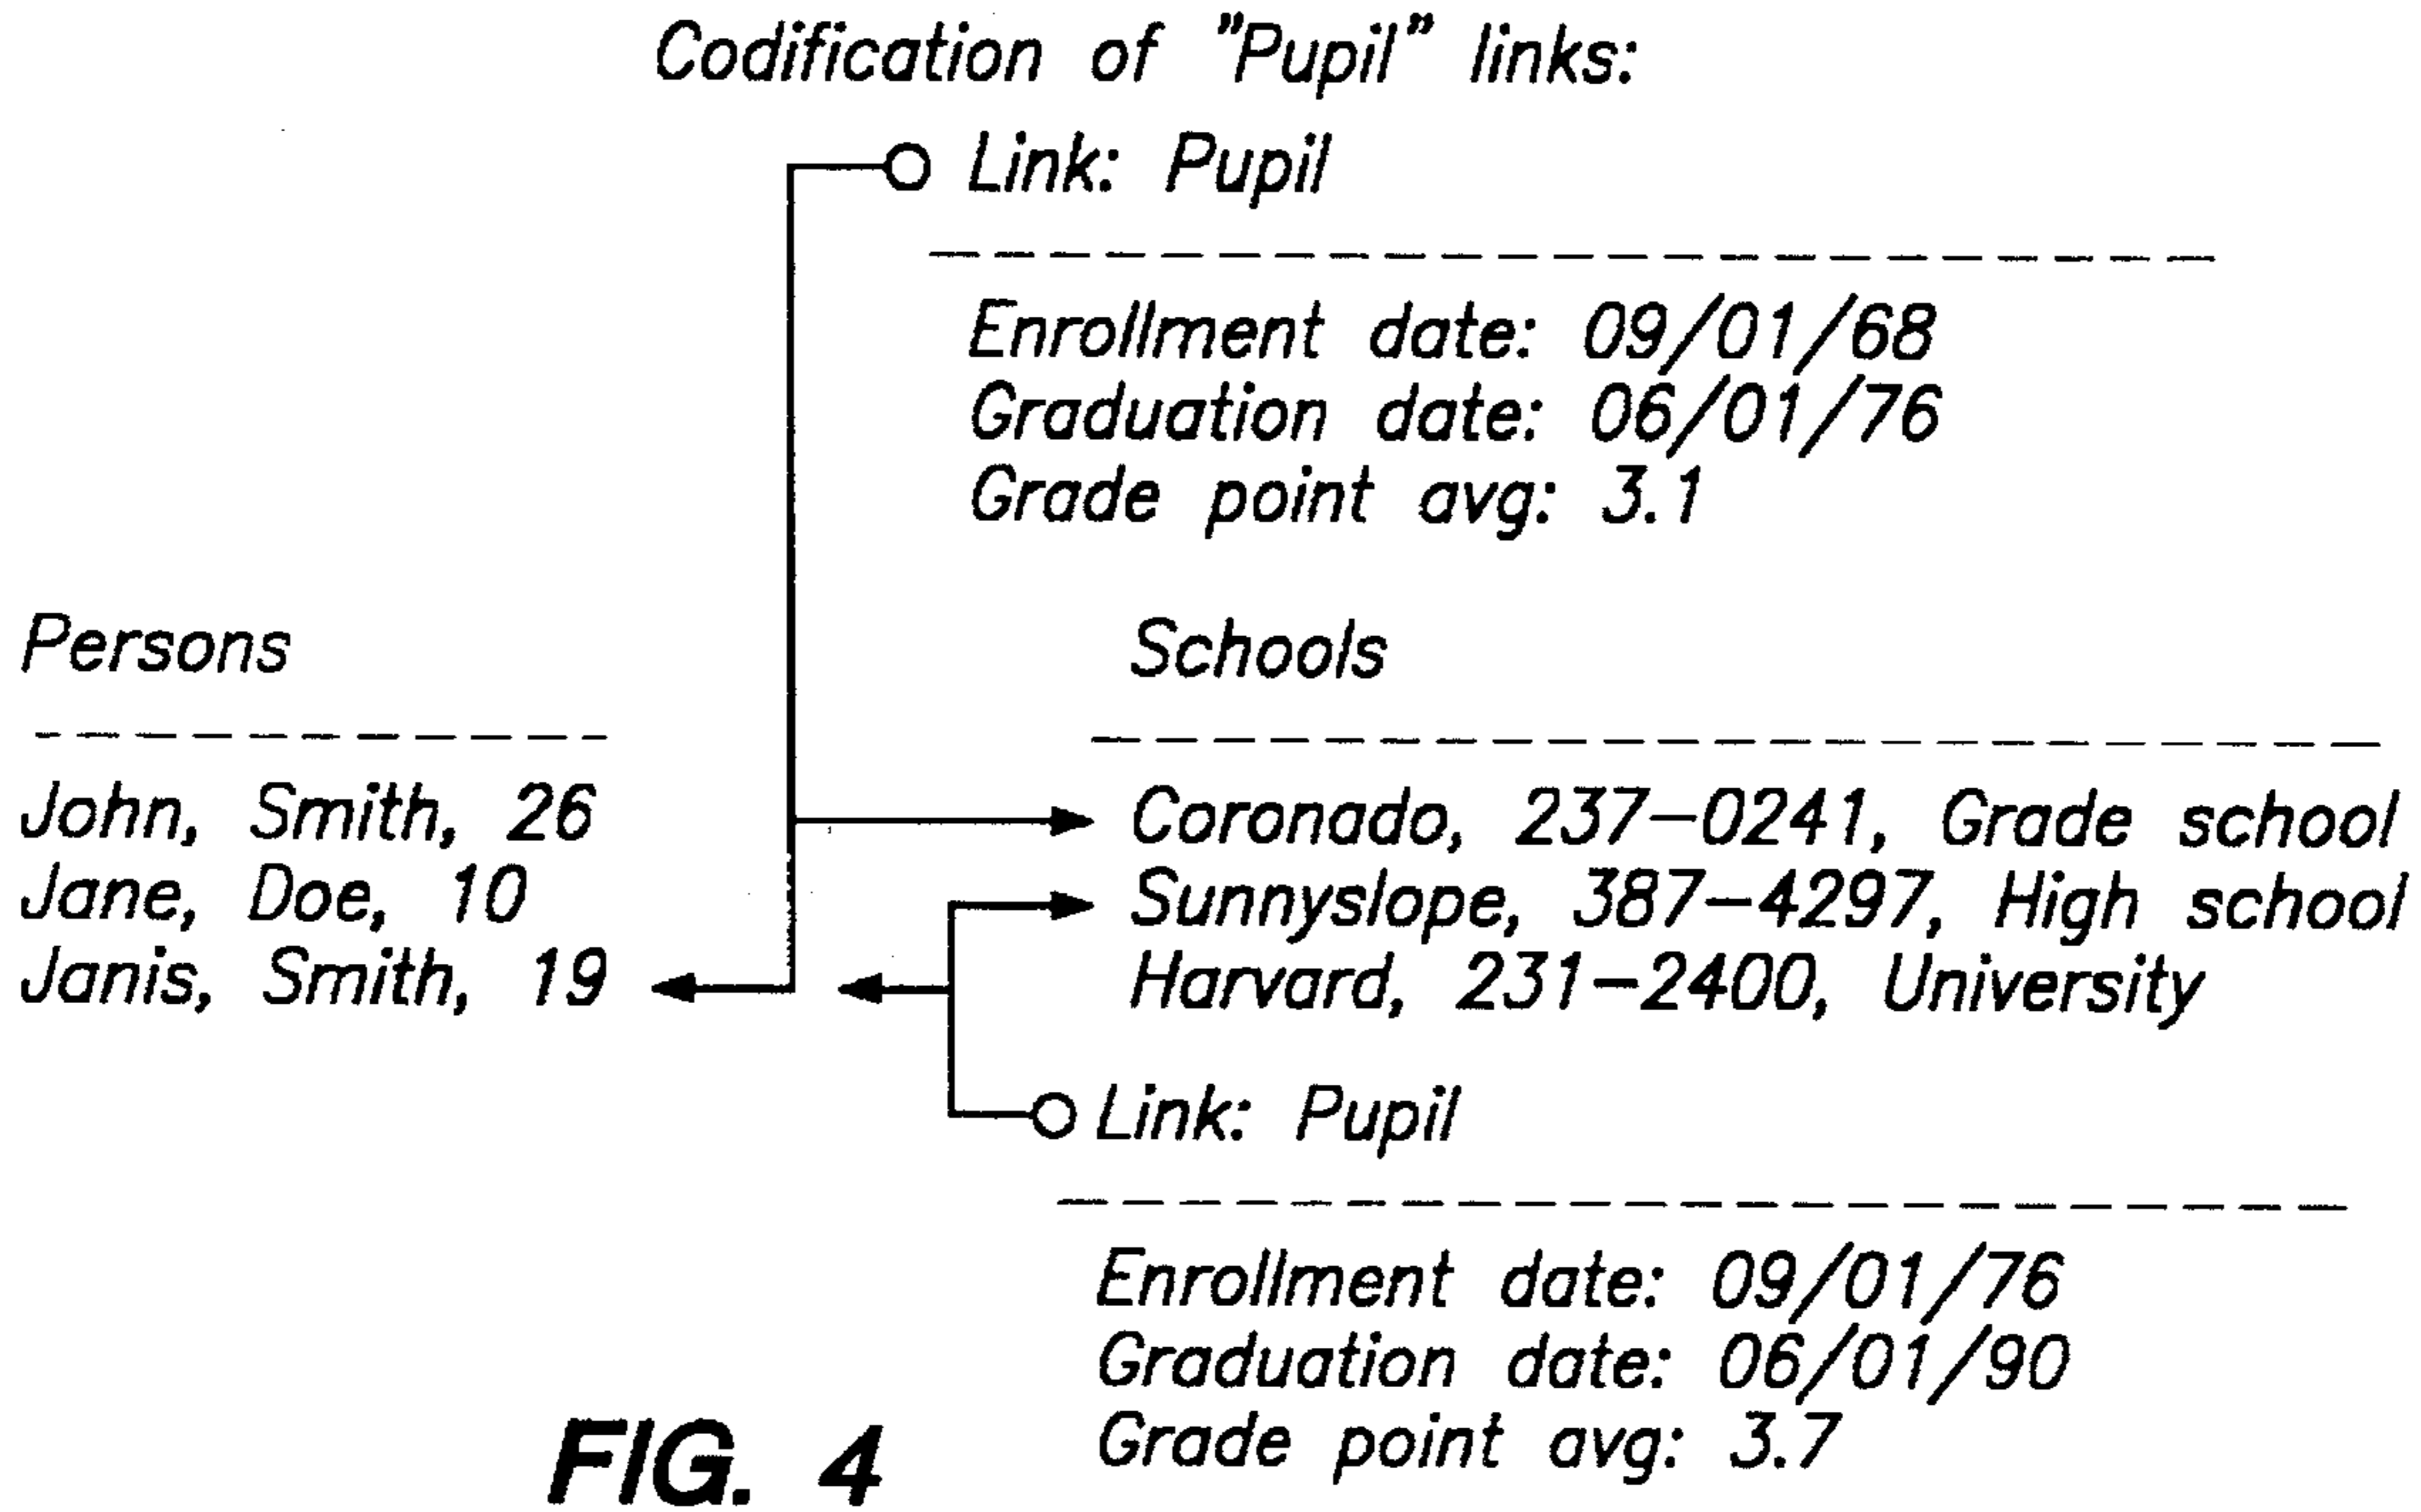 Codification of "Pupil" links:
Link: Pupil
Enrollment date: 09/01/68
Graduation date: 06/01/76
Grade point avg: 3.1
Persons
John, Smith, 26
Jane, Doe, 10
Janis, Smith, 19
Schools
Coronado, 237-0241, Grade school
Sunnyslope, 387-4297, High school
Harvard, 231-2400, University
Link: Pupil
Enrollment date: 09/01/76
Graduation date: 06/01/90
Grade point avg: 3.7
FIG. 4